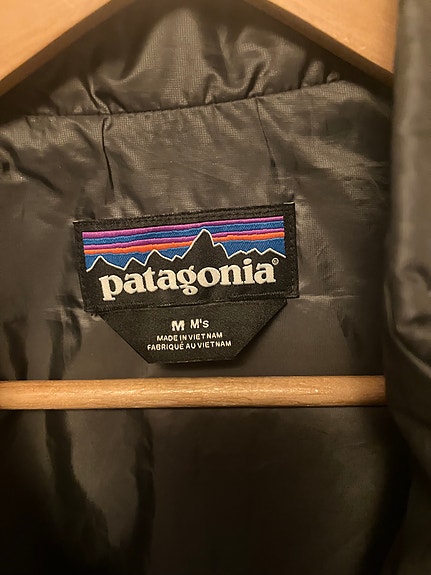 patagonia®
M M's
MADE IN VIETNAM
FABRIQUÉ AU VIETNAM